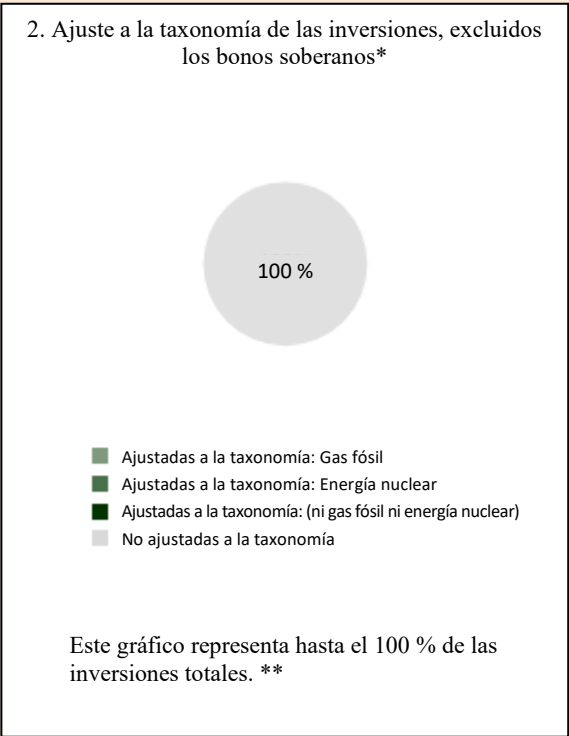 2. Ajuste a la taxonomía de las inversiones, excluidos
los bonos soberanos*
100 %
Ajustadas a la taxonomía: Gas fósil
Ajustadas a la taxonomía: Energía nuclear
Ajustadas a la taxonomía: (ni gas fósil ni energía nuclear)
No ajustadas a la taxonomía
Este gráfico representa hasta el 100 % de las
inversiones totales. **